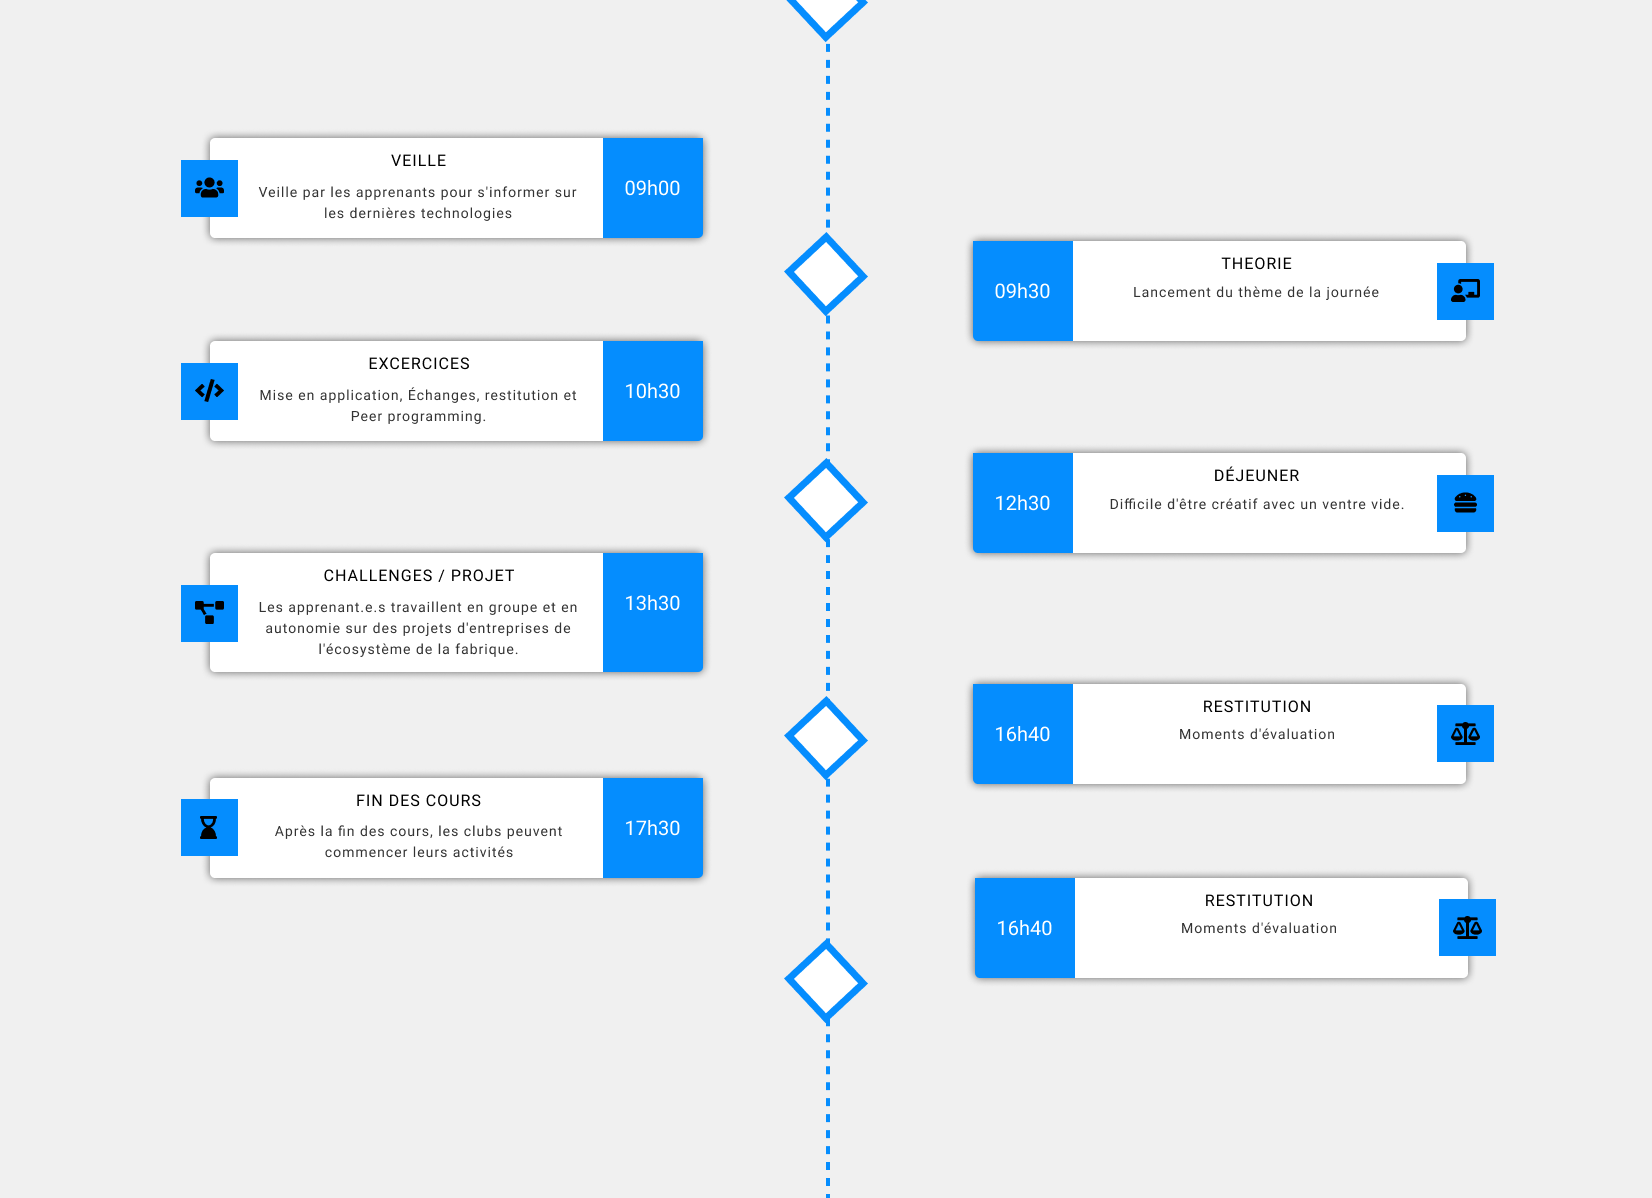 VEILLE
Veille par les apprenants pour s'informer sur
les dernières technologies
09h00
09h30
THEORIE
Lancement du thème de la journée
EXCERCICES
Mise en application, Échanges, restitution et
Peer programming.
10h30
12h30
DÉJEUNER
Difficile d'être créatif avec un ventre vide.
CHALLENGES / PROJET
Les apprenant.e.s travaillent en groupe et en
autonomie sur des projets d'entreprises de
l'écosystème de la fabrique.
13h30
16h40
RESTITUTION
Moments d'évaluation
FIN DES COURS
Après la fin des cours, les clubs peuvent
commencer leurs activités
17h30
16h40
RESTITUTION
Moments d'évaluation